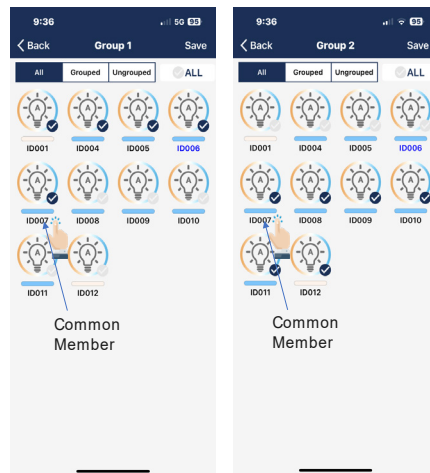 9:36
5G 95
Back
Group 1
Save
All
Grouped
Ungrouped
ALL
A
A
A
A
ID001
ID004
ID005
ID006
A
A
A
A
ID007
ID008
ID009
ID010
A
A
ID011
ID012
Common
Member
9:36
95
Back
Group 2
Save
All
Grouped
Ungrouped
ALL
A
A
A
A
ID001
ID004
ID005
ID006
A
A
A
A
ID007
ID008
ID009
ID010
A
A
ID011
ID012
Common
Member